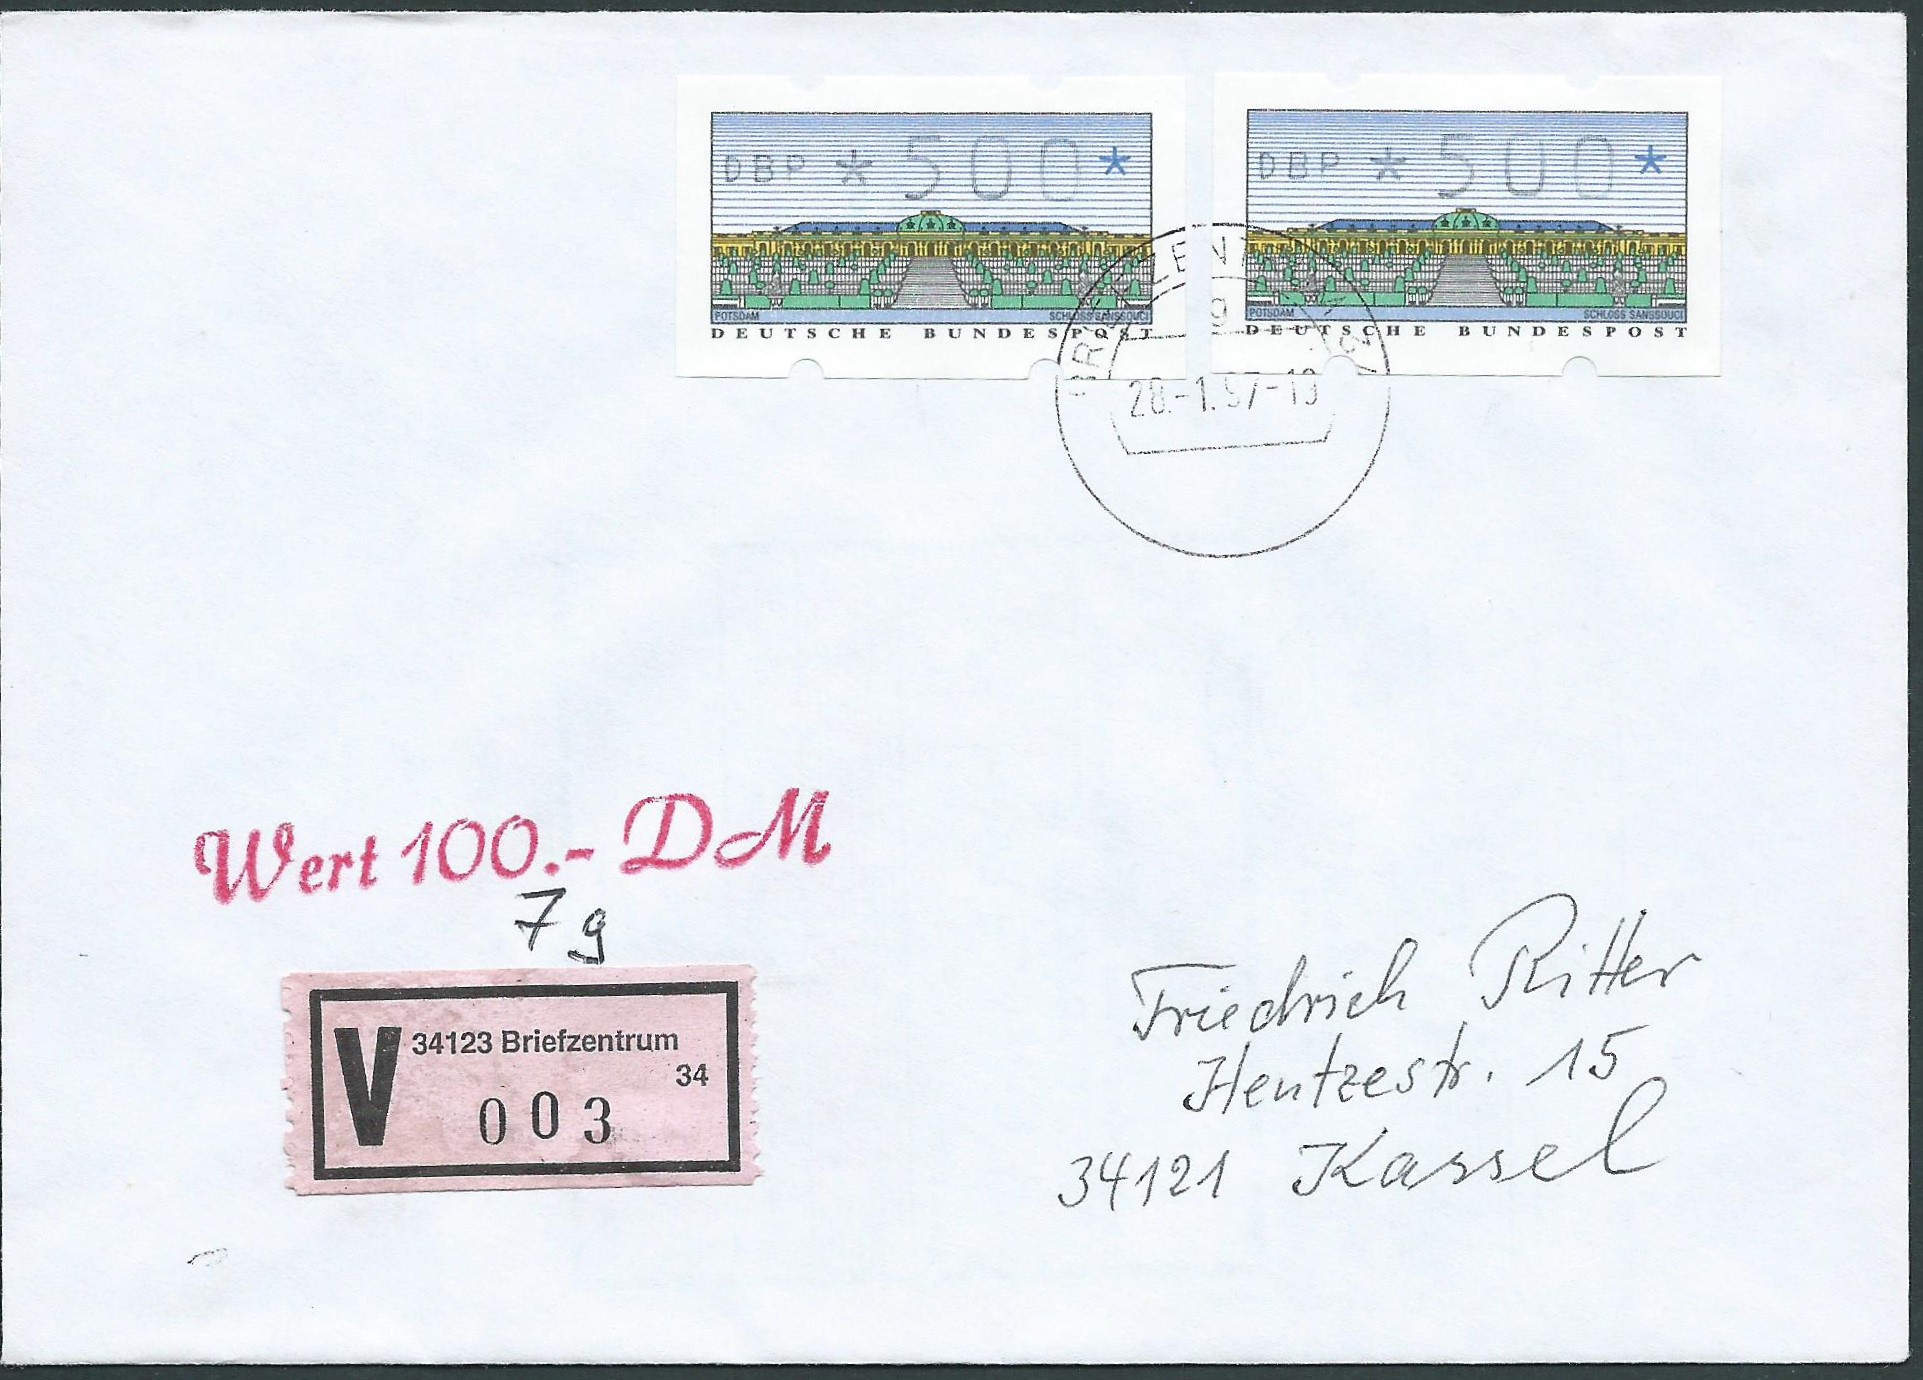 DBP * 500 *
POTSDAM SCHLOSS SANSSOUCI
DEUTSCHE BUNDESPOST
DBP * 500 *
POTSDAM SCHLOSS SANSSOUCI
DEUTSCHE BUNDESPOST
28.-1.97-19
Wert 100.- DM
7 g
V 34123 Briefzentrum
34
003
Friedrich Ritter
Hentzestr. 15
34121 Kassel